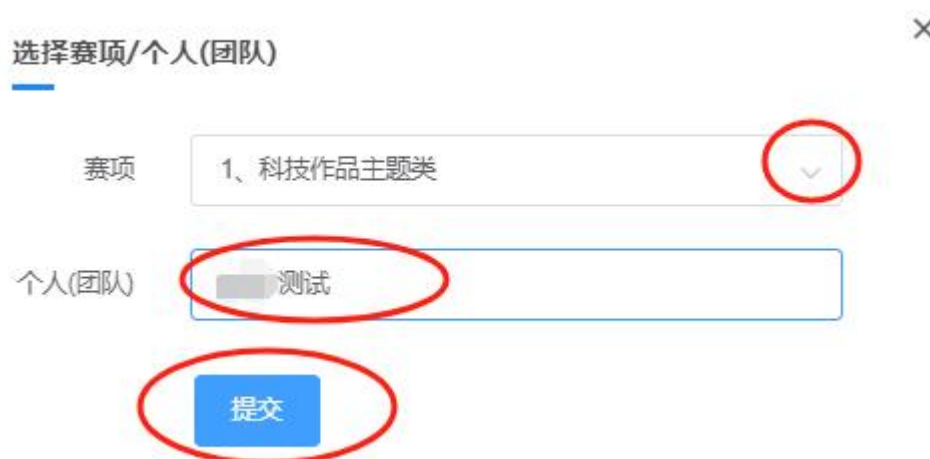 选择赛项/个人(团队)
赛项
1、科技作品主题类
个人(团队)
测试
提交